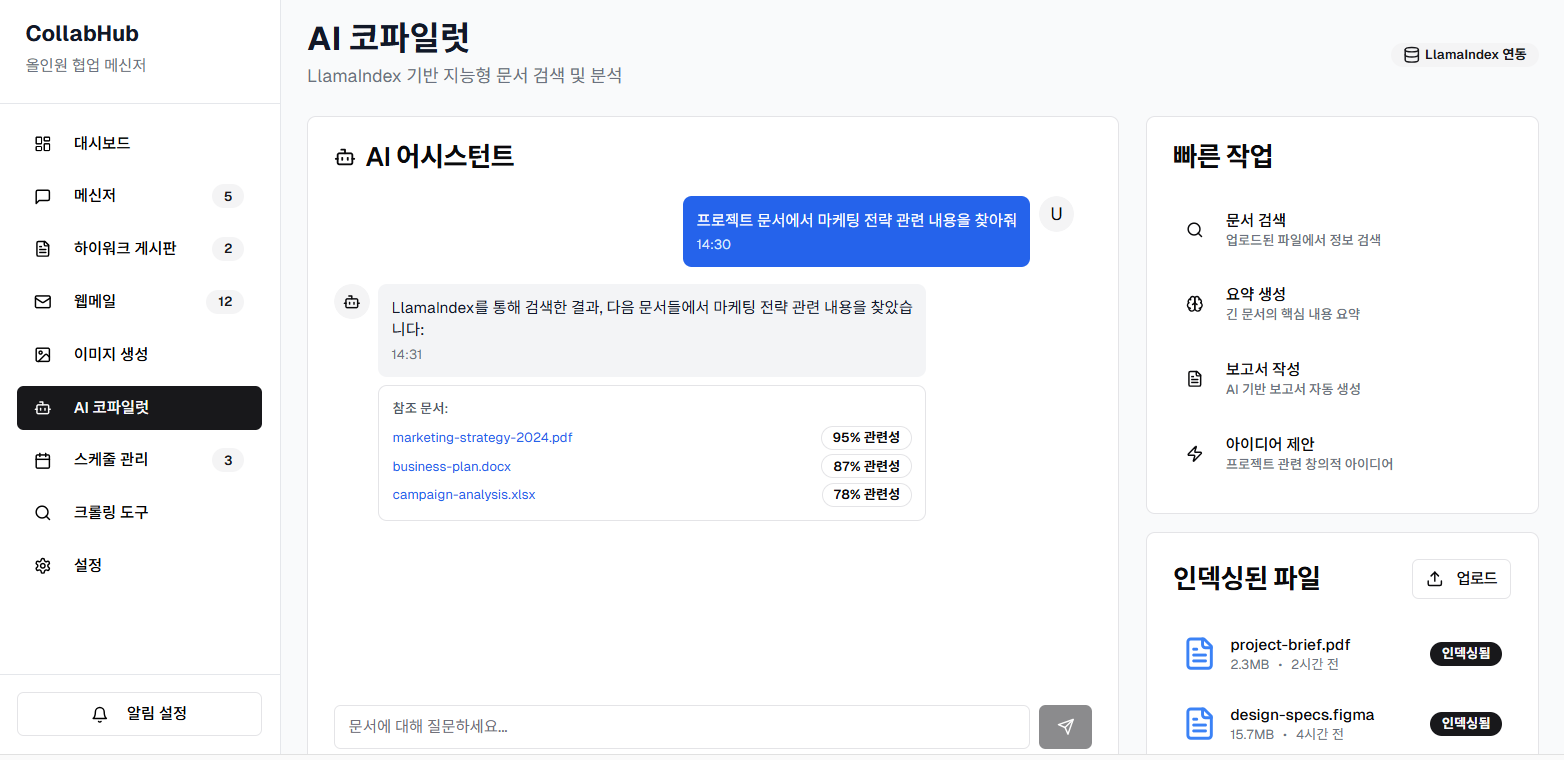 CollabHub
올인원 협업 메신저
대시보드
메신저
5
하이워크 게시판
2
웹메일
12
이미지 생성
AI 코파일럿
스케줄 관리
3
크롤링 도구
설정
알림 설정
AI 코파일럿
LlamaIndex 기반 지능형 문서 검색 및 분석
LlamaIndex 연동
AI 어시스턴트
프로젝트 문서에서 마케팅 전략 관련 내용을 찾아줘
14:30
U
LlamaIndex를 통해 검색한 결과, 다음 문서들에서 마케팅 전략 관련 내용을 찾았습
니다:
14:31
참조 문서:
marketing-strategy-2024.pdf
95% 관련성
business-plan.docx
87% 관련성
campaign-analysis.xlsx
78% 관련성
문서에 대해 질문하세요...
빠른 작업
문서 검색
업로드된 파일에서 정보 검색
요약 생성
긴 문서의 핵심 내용 요약
보고서 작성
AI 기반 보고서 자동 생성
아이디어 제안
프로젝트 관련 창의적 아이디어
인덱싱된 파일
업로드
project-brief.pdf
2.3MB • 2시간 전
인덱싱됨
design-specs.figma
15.7MB • 4시간 전
인덱싱됨